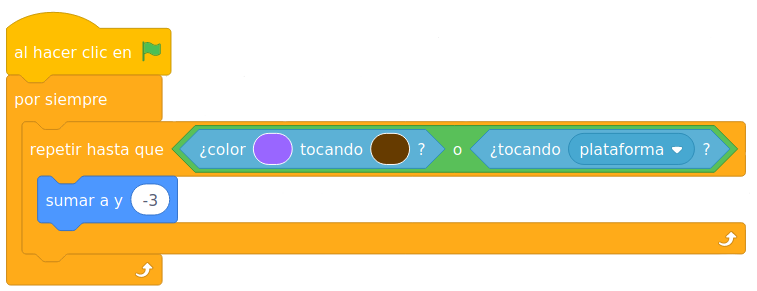 al hacer clic en
por siempre
repetir hasta que ¿color tocando ? o ¿tocando plataforma ?
sumar a y -3